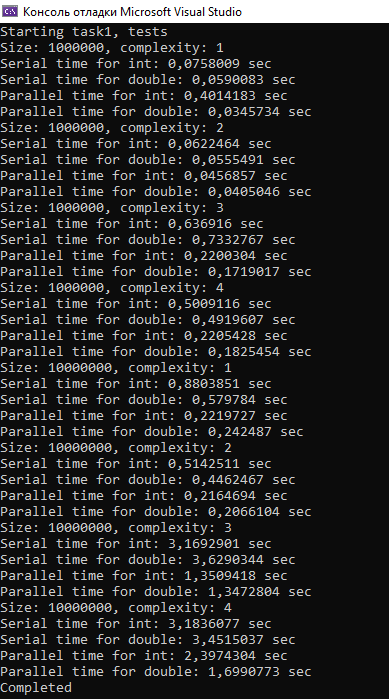 Консоль отладки Microsoft Visual Studio
Starting task1, tests
Size: 1000000, complexity: 1
Serial time for int: 0,0758009 sec
Serial time for double: 0,0590083 sec
Parallel time for int: 0,4014183 sec
Parallel time for double: 0,0345734 sec
Size: 1000000, complexity: 2
Serial time for int: 0,0622464 sec
Serial time for double: 0,0555491 sec
Parallel time for int: 0,0456857 sec
Parallel time for double: 0,0405046 sec
Size: 1000000, complexity: 3
Serial time for int: 0,636916 sec
Serial time for double: 0,7332767 sec
Parallel time for int: 0,2200304 sec
Parallel time for double: 0,1719017 sec
Size: 1000000, complexity: 4
Serial time for int: 0,5009116 sec
Serial time for double: 0,4919607 sec
Parallel time for int: 0,2205428 sec
Parallel time for double: 0,1825454 sec
Size: 10000000, complexity: 1
Serial time for int: 0,8803851 sec
Serial time for double: 0,579784 sec
Parallel time for int: 0,2219727 sec
Parallel time for double: 0,242487 sec
Size: 10000000, complexity: 2
Serial time for int: 0,5142511 sec
Serial time for double: 0,4462467 sec
Parallel time for int: 0,2164694 sec
Parallel time for double: 0,2066104 sec
Size: 10000000, complexity: 3
Serial time for int: 3,1692901 sec
Serial time for double: 3,6290344 sec
Parallel time for int: 1,3509418 sec
Parallel time for double: 1,3472804 sec
Size: 10000000, complexity: 4
Serial time for int: 3,1836077 sec
Serial time for double: 3,4515037 sec
Parallel time for int: 2,3974304 sec
Parallel time for double: 1,6990773 sec
Completed